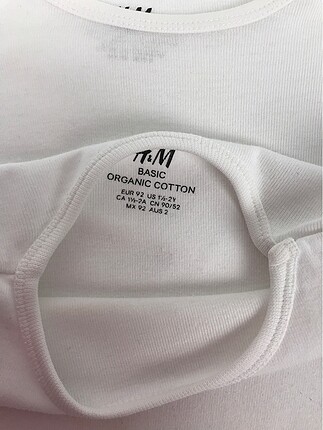 H&M
BASIC
ORGANIC COTTON
EUR 92 US 1½-2Y
CA 1½-2A CN 90/52
MX 92 AUS 2